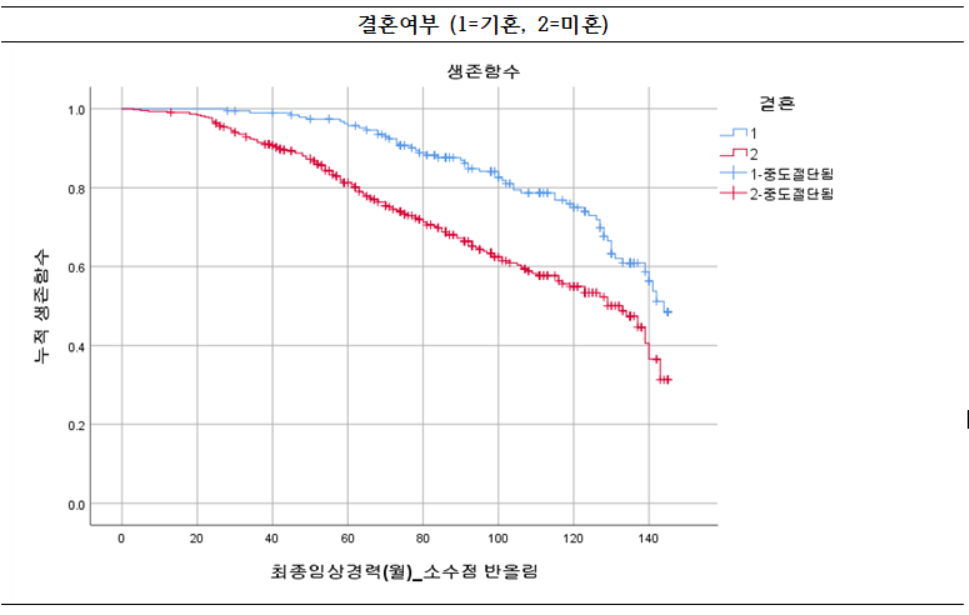 결혼여부 (1=기혼, 2=미혼)
생존함수
결혼
1
2
1-중도절단됨
2-중도절단됨
누적 생존함수
1.0
0.8
0.6
0.4
0.2
0.0
0 20 40 60 80 100 120 140
최종임상경력(월)_소수점 반올림